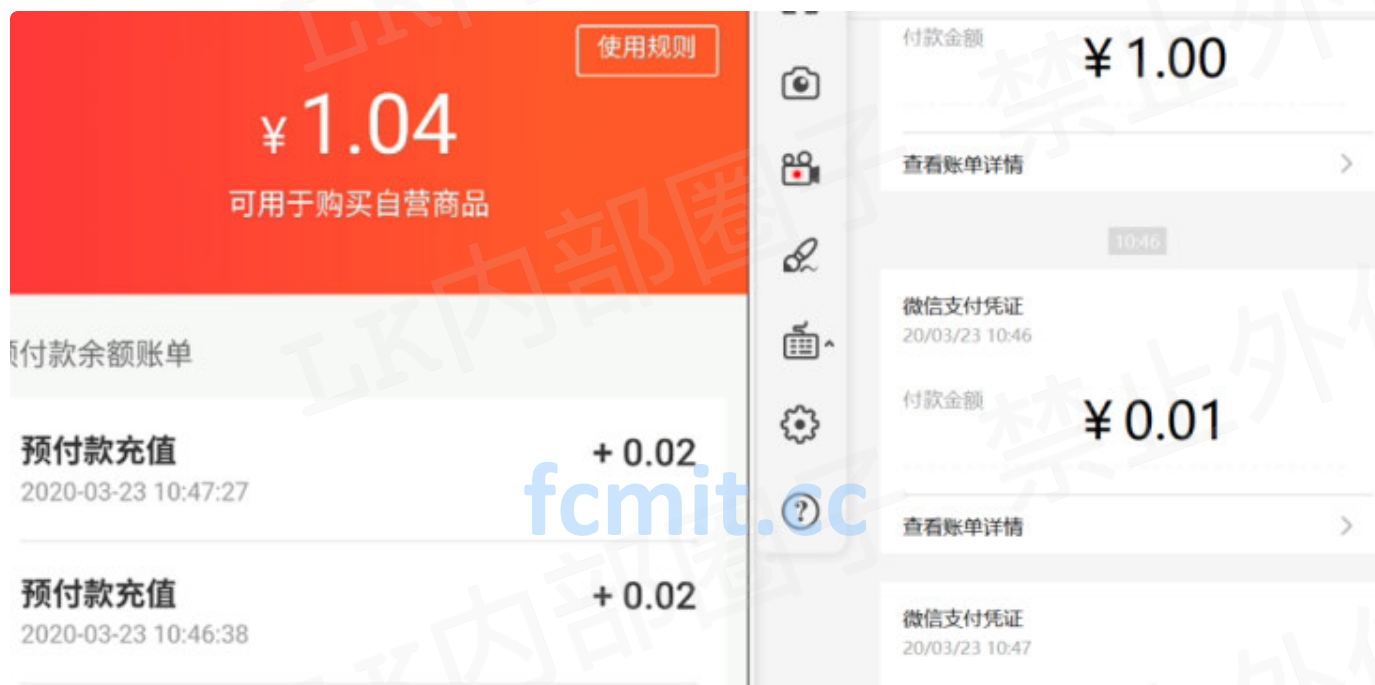 使用规则
¥ 1.04
可用于购买自营商品
预付款余额账单
预付款充值
+ 0.02
2020-03-23 10:47:27
预付款充值
+ 0.02
2020-03-23 10:46:38
付款金额
¥ 1.00
查看账单详情
10:46
微信支付凭证
20/03/23 10:46
付款金额
¥ 0.01
查看账单详情
微信支付凭证
20/03/23 10:47
fcmit.cc
LK内部圈子 禁止外